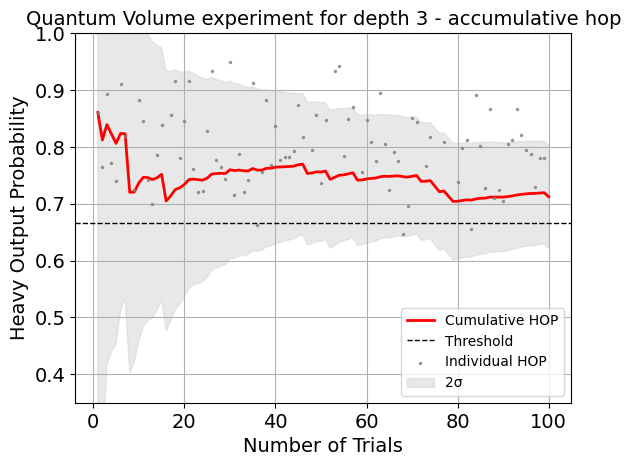 Quantum Volume experiment for depth 3 - accumulative hop
1.0
0.9
0.8
0.7
0.6
0.5
0.4
Heavy Output Probability
Cumulative HOP
Threshold
Individual HOP
2σ
0 20 40 60 80 100
Number of Trials